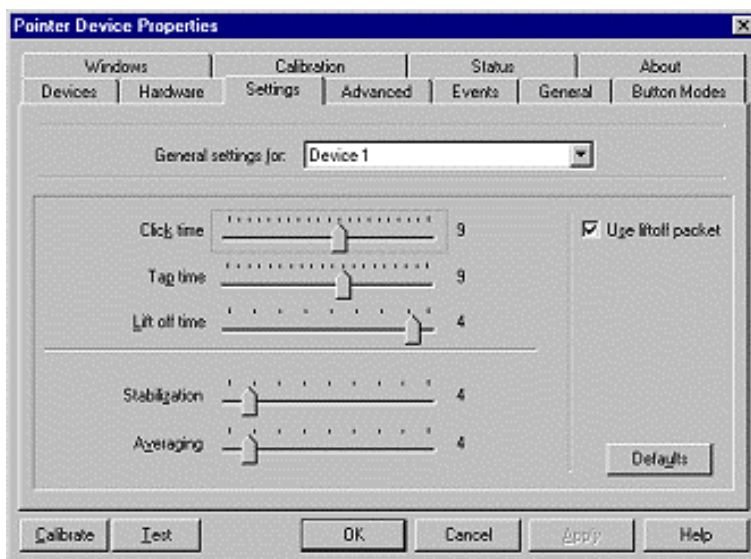 Pointer Device Properties
Windows Calibration Status About
Devices Hardware Settings Advanced Events General Button Modes
General settings for: Device 1
Click time 9 Use liftoff packet
Tap time 9
Lift off time 4
Stabilization 4
Averaging 4
Defaults
Calibrate Test OK Cancel Apply Help